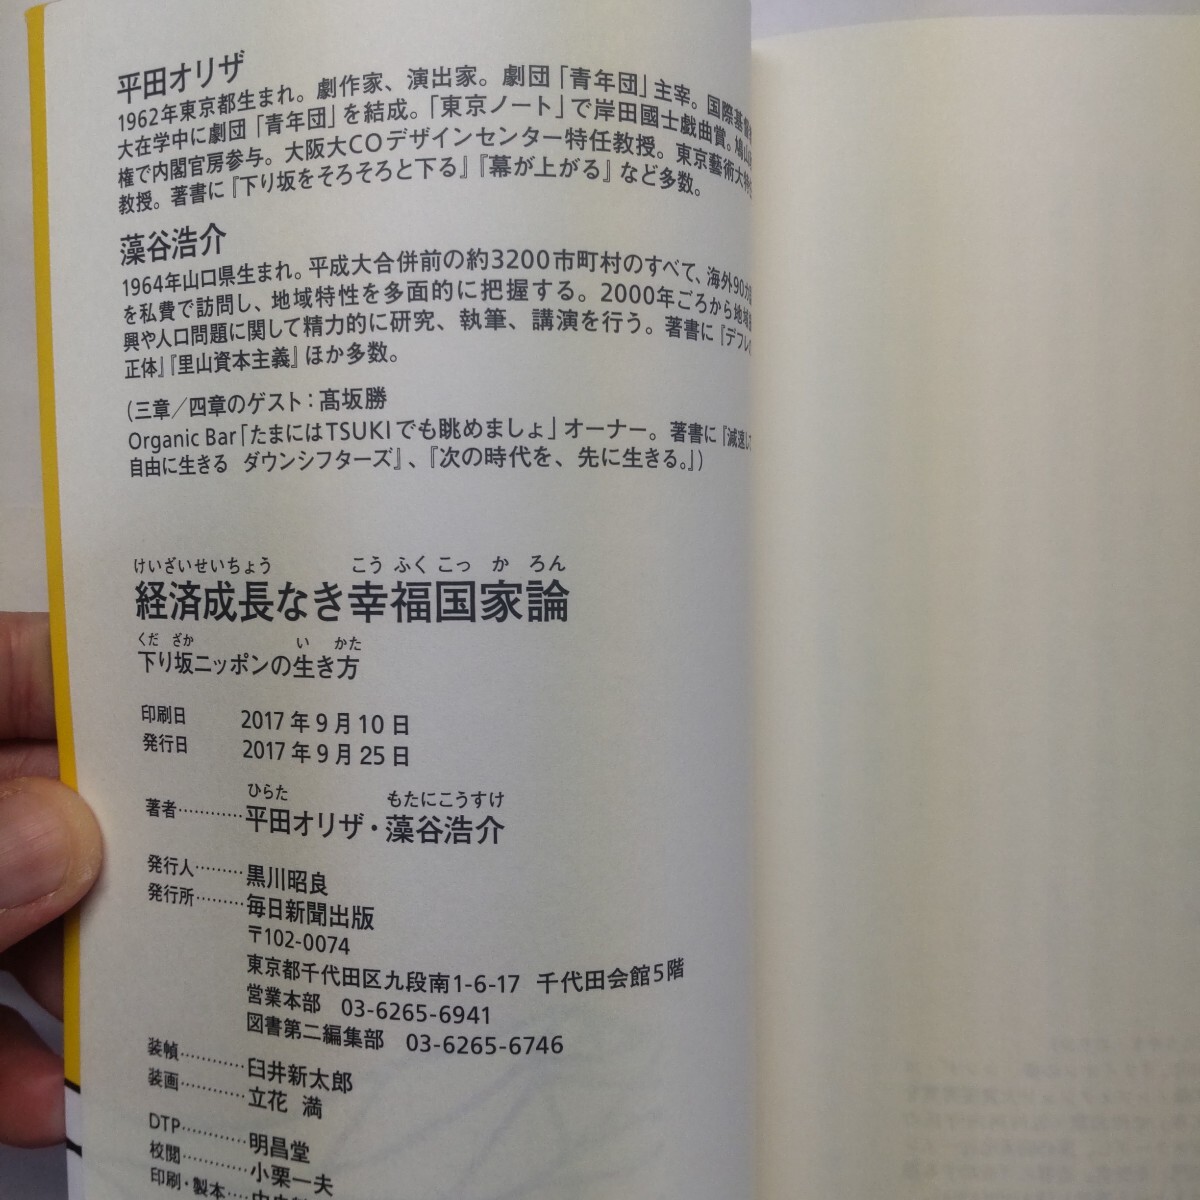 平田オリザ
1962年東京都生まれ。劇作家、演出家。劇団「青年団」主宰。国際基督
大在学中に劇団「青年団」を結成。「東京ノート」で岸田國士戯曲賞。鳩山
権で内閣官房参与。大阪大COデザインセンター特任教授。東京藝術大特任
教授。著書に『下り坂をそろそろと下る』『幕が上がる』など多数。
藻谷浩介
1964年山口県生まれ。平成大合併前の約3200市町村のすべて、海外90カ
を私費で訪問し、地域特性を多面的に把握する。2000年ごろから地域
興や人口問題に関して精力的に研究、執筆、講演を行う。著書に『デフレの
正体』『里山資本主義』ほか多数。
(三章／四章のゲスト：髙坂勝
Organic Bar「たまにはTSUKIでも眺めましょ」オーナー。著書に『減速して
自由に生きる ダウンシフターズ』、『次の時代を、先に生きる。』)
けいざいせいちょう こうふくこっかろん
経済成長なき幸福国家論
くだ ざか い かた
下り坂ニッポンの生き方
印刷日 2017年9月10日
発行日 2017年9月25日
ひらた もたにこうすけ
著者…………平田オリザ・藻谷浩介
発行人………黒川昭良
発行所………毎日新聞出版
〒102-0074
東京都千代田区九段南1-6-17 千代田会館5階
営業本部 03-6265-6941
図書第二編集部 03-6265-6746
装幀…………臼井新太郎
装画…………立花 満
DTP…………明昌堂
校閲…………小栗一夫
印刷・製本…中央